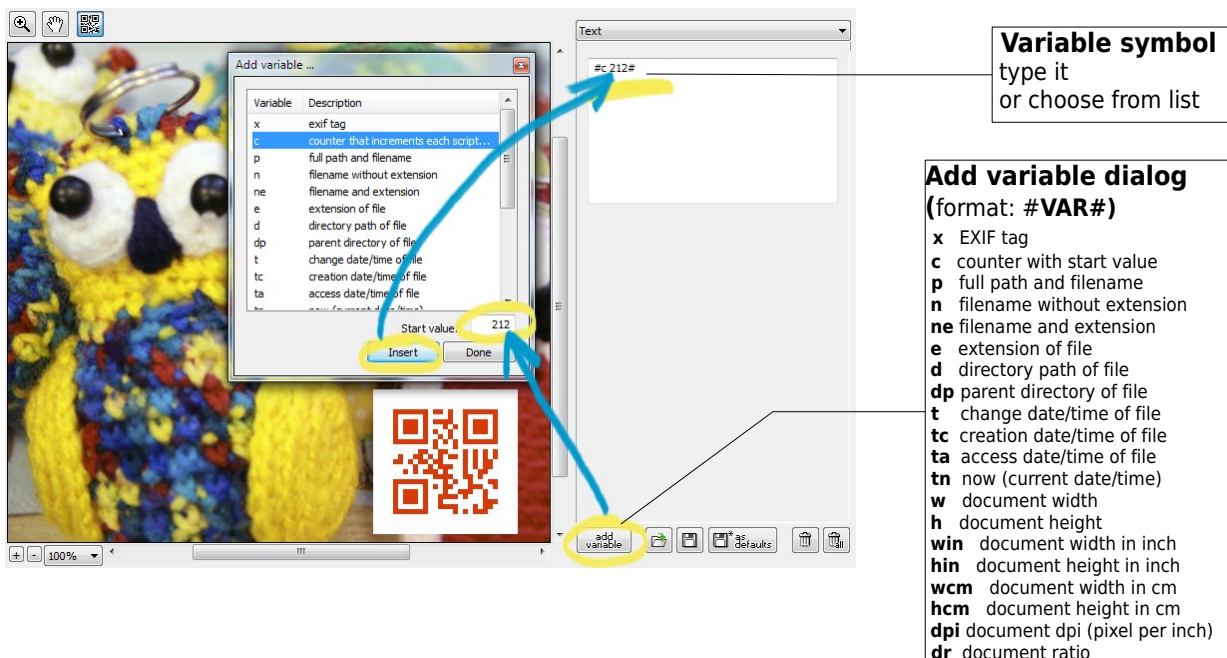 Text
#c 212#
Add variable ...
Variable Description
x exif tag
c counter that increments each script...
p full path and filename
n filename without extension
ne filename and extension
e extension of file
d directory path of file
dp parent directory of file
t change date/time of file
tc creation date/time of file
ta access date/time of file
Start value: 212
Insert Done
add variable
* as defaults
all
+ - 100%
Variable symbol
type it
or choose from list
Add variable dialog
(format: #VAR#)
x EXIF tag
c counter with start value
p full path and filename
n filename without extension
ne filename and extension
e extension of file
d directory path of file
dp parent directory of file
t change date/time of file
tc creation date/time of file
ta access date/time of file
tn now (current date/time)
w document width
h document height
win document width in inch
hin document height in inch
wcm document width in cm
hcm document height in cm
dpi document dpi (pixel per inch)
dr document ratio